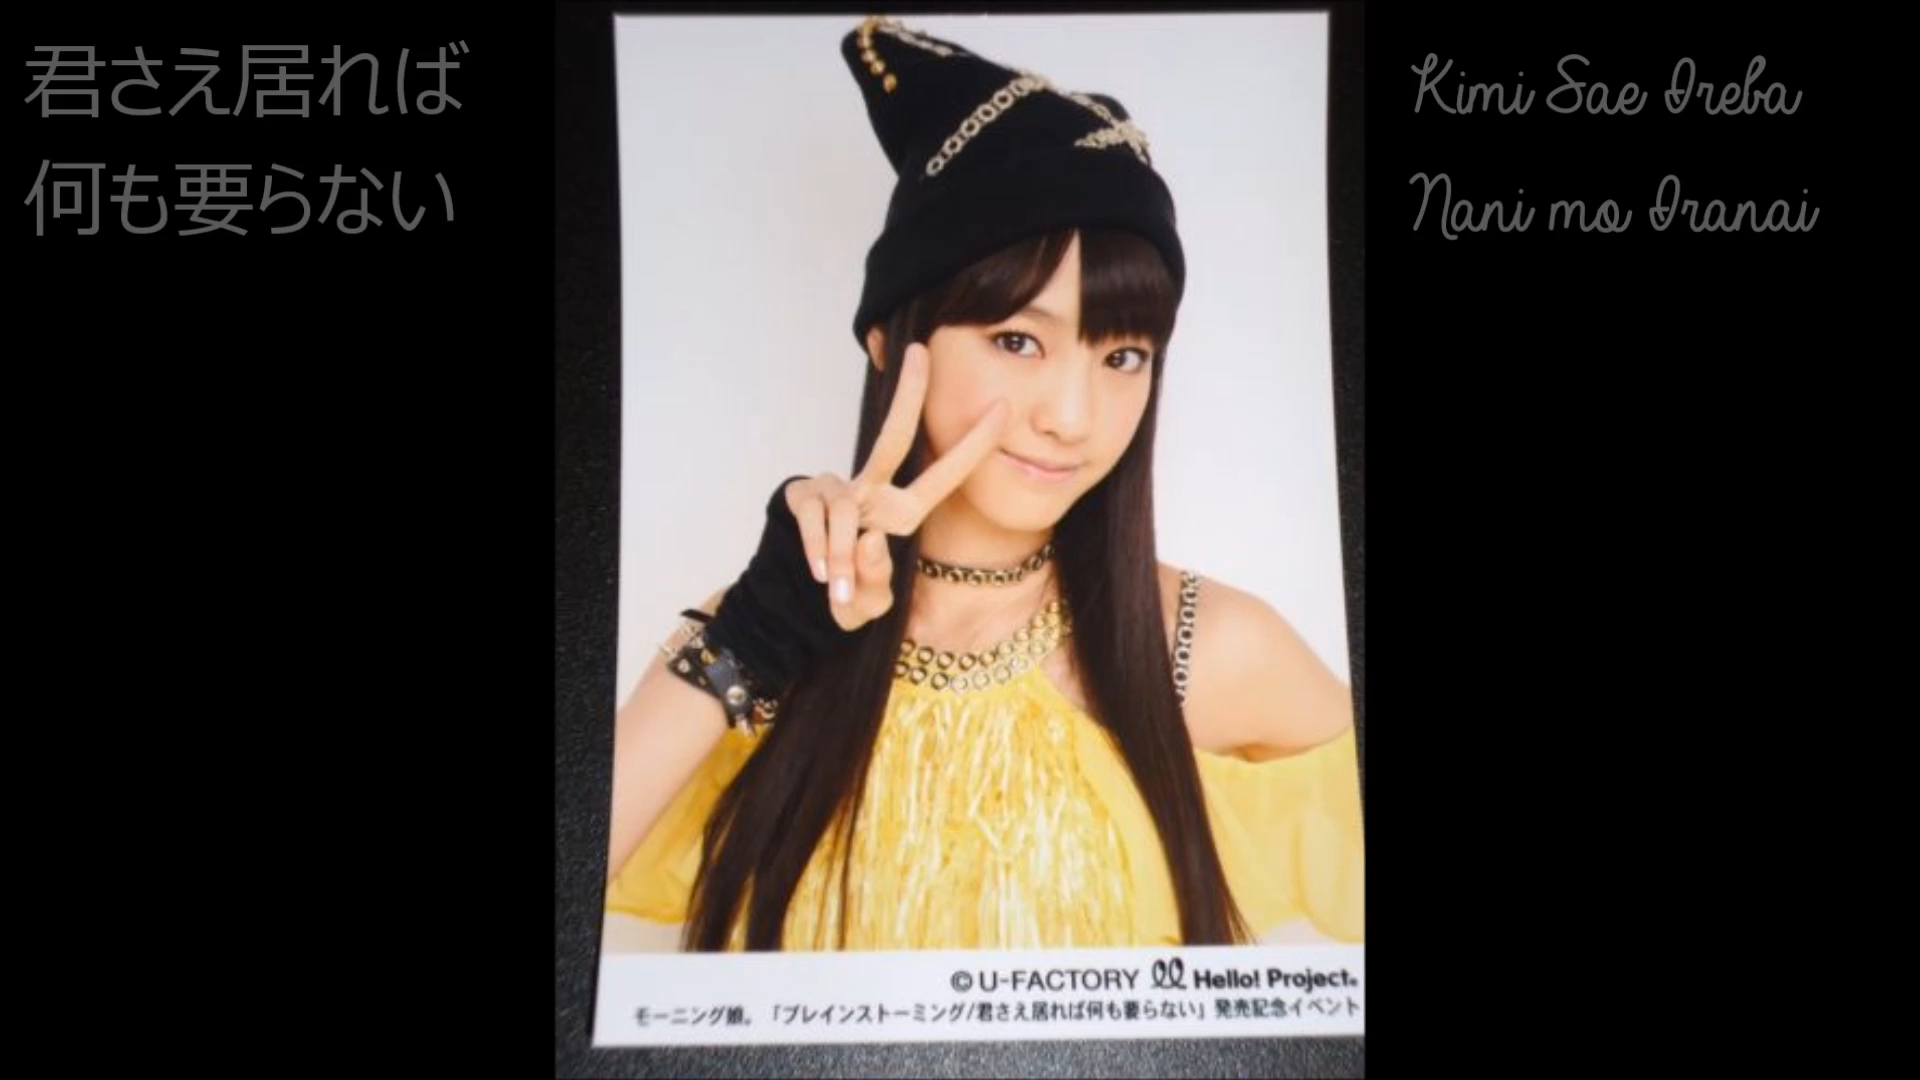 君さえ居れば
何も要らない
Kimi Sae Ireba
Nani mo Iranai
©U-FACTORY Hello! Project®
モーニング娘。「ブレインストーミング/君さえ居れば何も要らない」発売記念イベント